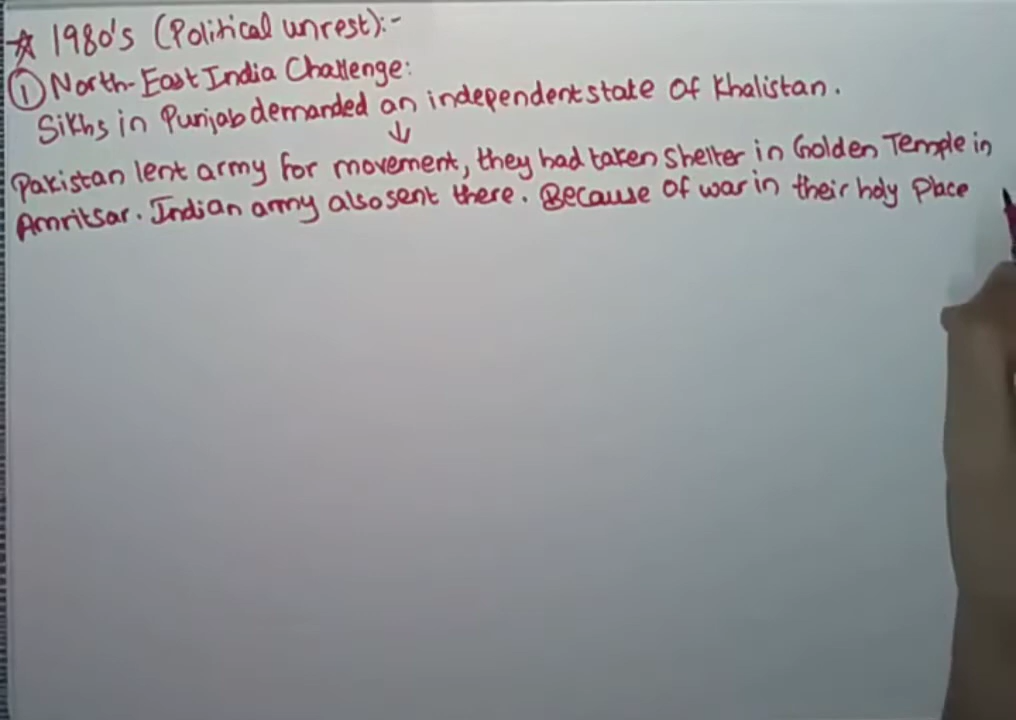 ☆ 1980's (Political unrest):-
① North-East India Challenge:
Sikhs in Punjab demanded an independent state of Khalistan.
↓
Pakistan lent army for movement, they had taken shelter in Golden Temple in
Amritsar. Indian army also sent there. Because of war in their holy place